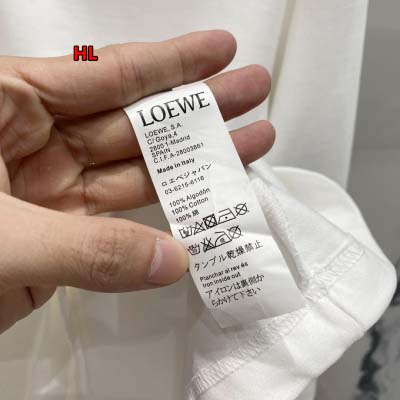 HL
LOEWE
LOEWE, S.A.
C/ Goya,4
28001-Madrid
SPAIN
C.I.F.A-28003861
Made in Italy
ロエベジャパン
03-6215-6116
100% Algodón
100% Cotton
100% 綿
タンブル乾燥禁止
Planchar al revés
Iron inside out
アイロンは裏側か
らかけて下さい